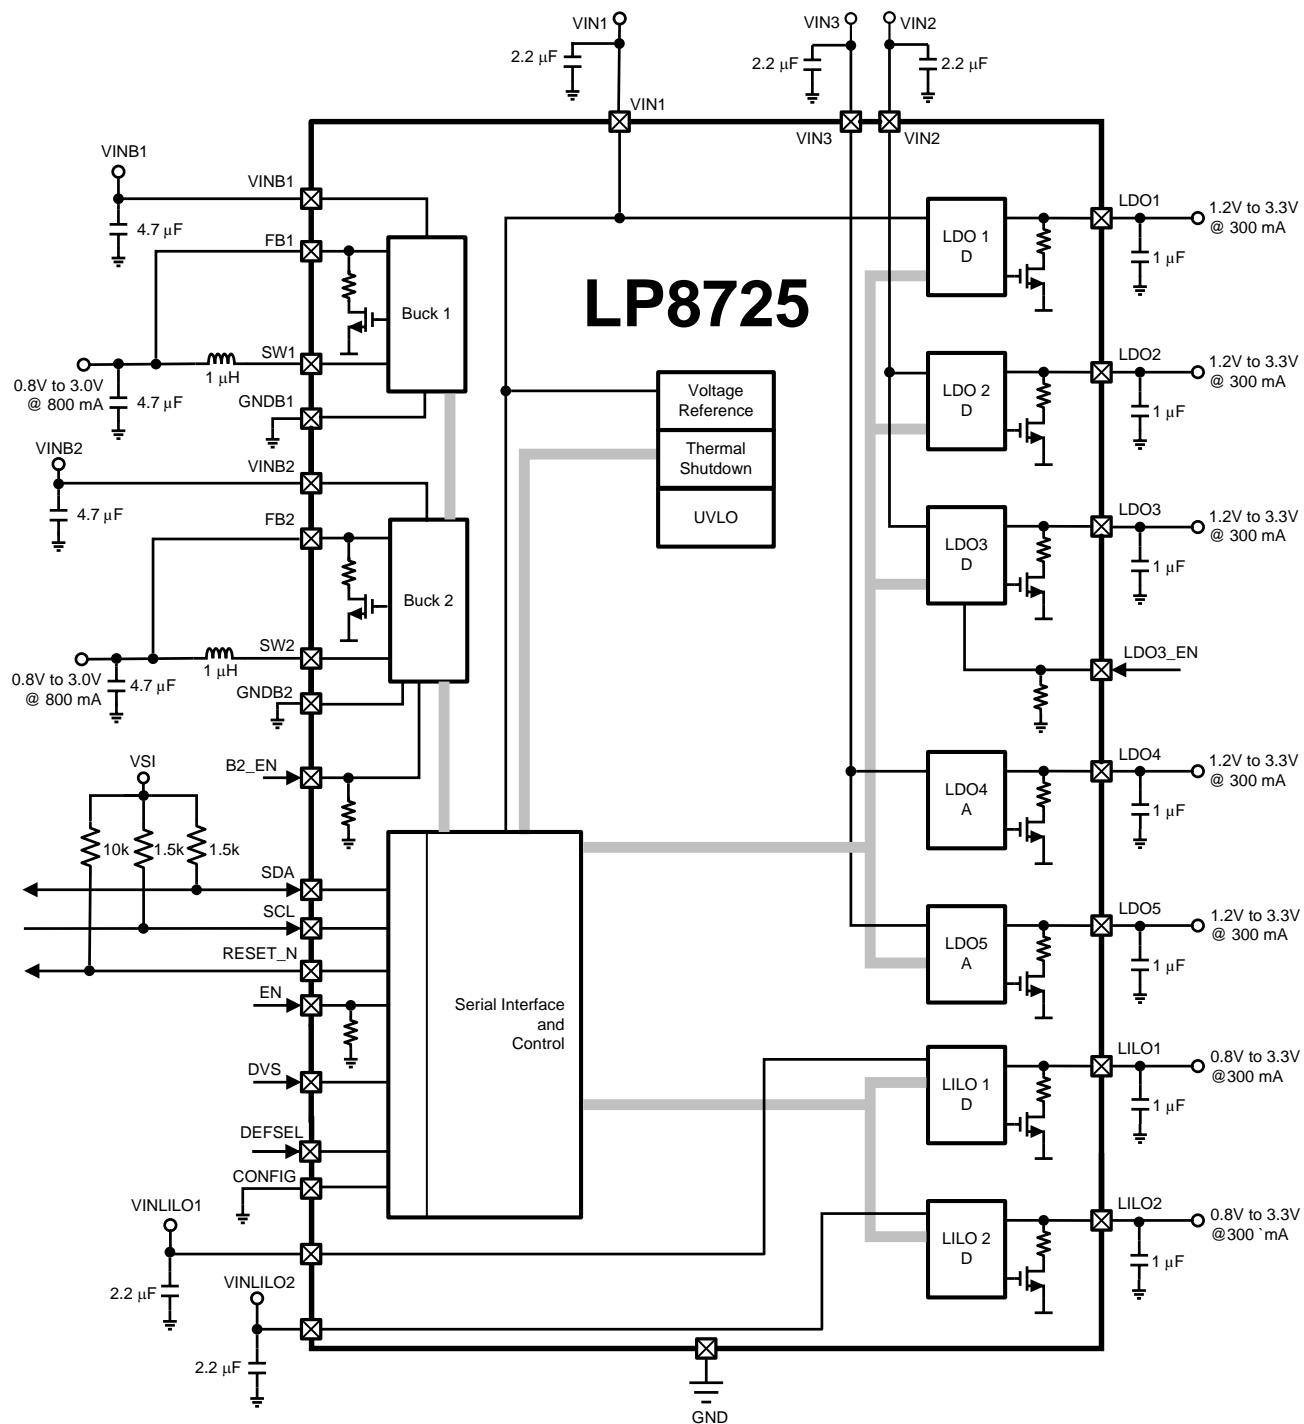 VIN1
VIN3
VIN2
2.2 μF
2.2 μF
2.2 μF
VIN1
VIN3
VIN2
VINB1
VINB1
4.7 μF
FB1
Buck 1
SW1
1 μH
0.8V to 3.0V
@ 800 mA
4.7 μF
GNDB1
VINB2
VINB2
4.7 μF
FB2
Buck 2
SW2
1 μH
0.8V to 3.0V
@ 800 mA
4.7 μF
GNDB2
B2_EN
VSI
10k
1.5k
1.5k
SDA
SCL
RESET_N
EN
DVS
DEFSEL
CONFIG
Serial Interface
and
Control
VINLILO1
2.2 μF
VINLILO2
2.2 μF
GND
LP8725
Voltage
Reference
Thermal
Shutdown
UVLO
LDO 1
D
LDO1
1.2V to 3.3V
@ 300 mA
1 μF
LDO 2
D
LDO2
1.2V to 3.3V
@ 300 mA
1 μF
LDO3
D
LDO3
1.2V to 3.3V
@ 300 mA
1 μF
LDO3_EN
LDO4
A
LDO4
1.2V to 3.3V
@ 300 mA
1 μF
LDO5
A
LDO5
1.2V to 3.3V
@ 300 mA
1 μF
LILO 1
D
LILO1
0.8V to 3.3V
@300 mA
1 μF
LILO 2
D
LILO2
0.8V to 3.3V
@300 `mA
1 μF